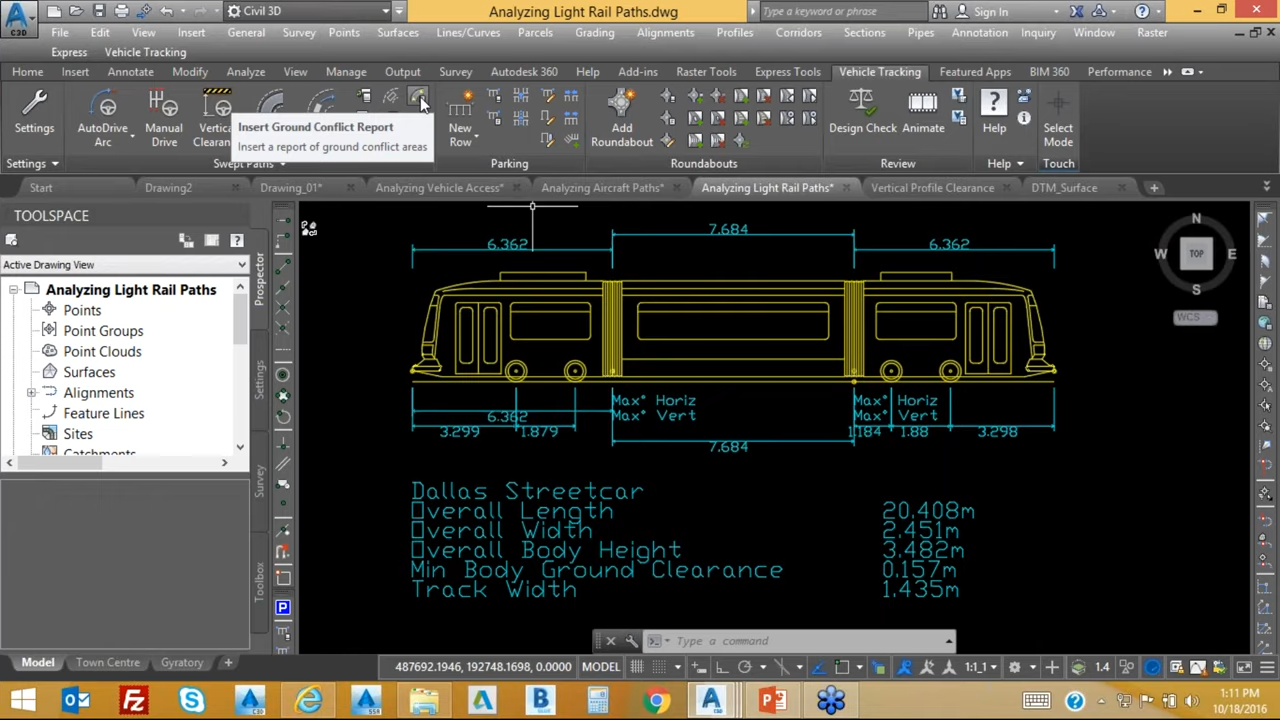 Civil 3D
Analyzing Light Rail Paths.dwg
Type a keyword or phrase
Sign In
C3D
File Edit View Insert General Survey Points Surfaces Lines/Curves Parcels Grading Alignments Profiles Corridors Sections Pipes Annotation Inquiry Window Raster
Express Vehicle Tracking
Home Insert Annotate Modify Analyze View Manage Output Survey Autodesk 360 Help Add-ins Raster Tools Express Tools Vehicle Tracking Featured Apps BIM 360 Performance
Settings
AutoDrive Arc
Manual Drive
Vertical Clearance
New Row
Add Roundabout
Design Check
Animate
Help
Select Mode
Insert Ground Conflict Report
Insert a report of ground conflict areas
Settings Swept Paths Parking Roundabouts Review Help Touch
Start Drawing2 Drawing_01* Analyzing Vehicle Access* Analyzing Aircraft Paths* Analyzing Light Rail Paths* Vertical Profile Clearance DTM_Surface
TOOLSPACE
Active Drawing View
Analyzing Light Rail Paths
Points
Point Groups
Point Clouds
Surfaces
Alignments
Feature Lines
Sites
Catchments
Prospector
Settings
Survey
Toolbox
7.684
6.362 6.362
N
W TOP E
S
WCS
Max° Horiz Max° Horiz
6.362 Max° Vert Max° Vert
3.299 1.879 1.184 1.88 3.298
7.684
Dallas Streetcar
Overall Length 20.408m
Overall Width 2.451m
Overall Body Height 3.482m
Min Body Ground Clearance 0.157m
Track Width 1.435m
Type a command
Model Town Centre Gyratory
487692.1946, 192748.1698, 0.0000 MODEL 1:1_1 1.4
1:11 PM
10/18/2016